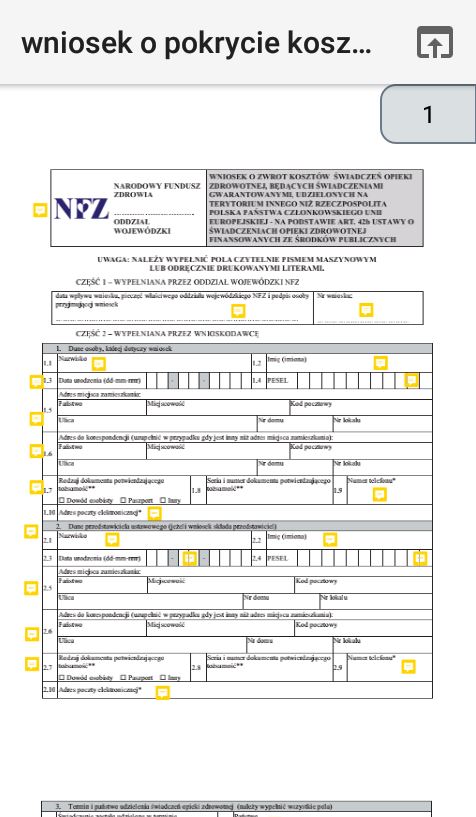 wniosek o pokrycie kosz...
1
NFZ
NARODOWY FUNDUSZ
ZDROWIA
ODDZIAŁ
WOJEWÓDZKI
WNIOSEK O ZWROT KOSZTÓW ŚWIADCZEŃ OPIEKI
ZDROWOTNEJ, BĘDĄCYCH ŚWIADCZENIAMI
GWARANTOWANYMI, UDZIELONYCH NA
TERYTORIUM INNEGO NIŻ RZECZPOSPOLITA
POLSKA PAŃSTWA CZŁONKOWSKIEGO UNII
EUROPEJSKIEJ - NA PODSTAWIE ART. 42b USTAWY O
ŚWIADCZENIACH OPIEKI ZDROWOTNEJ
FINANSOWANYCH ZE ŚRODKÓW PUBLICZNYCH
UWAGA: NALEŻY WYPEŁNIĆ POLA CZYTELNIE PISMEM MASZYNOWYM
LUB ODRĘCZNIE DRUKOWANYMI LITERAMI.
CZĘŚĆ 1 – WYPEŁNIANA PRZEZ ODDZIAŁ WOJEWÓDZKI NFZ
data wpływu wniosku, pieczęć właściwego oddziału wojewódzkiego NFZ i podpis osoby
przyjmującej wniosek
Nr wniosku:
CZĘŚĆ 2 – WYPEŁNIANA PRZEZ WNIOSKODAWCĘ
1. Dane osoby, której dotyczy wniosek
1.1 Nazwisko
1.2 Imię (imiona)
1.3 Data urodzenia (dd-mm-rrrr) - -
1.4 PESEL
1.5 Adres miejsca zamieszkania:
Państwo Miejscowość Kod pocztowy
Ulica Nr domu Nr lokalu
1.6 Adres do korespondencji (uzupełnić w przypadku gdy jest inny niż adres miejsca zamieszkania):
Państwo Miejscowość Kod pocztowy
Ulica Nr domu Nr lokalu
1.7 Rodzaj dokumentu potwierdzającego
tożsamość**
☐ Dowód osobisty ☐ Paszport ☐ Inny
1.8 Seria i numer dokumentu potwierdzającego
tożsamość**
1.9 Numer telefonu*
1.10 Adres poczty elektronicznej*
2. Dane przedstawiciela ustawowego (jeżeli wniosek składa przedstawiciel)
2.1 Nazwisko
2.2 Imię (imiona)
2.3 Data urodzenia (dd-mm-rrrr) - -
2.4 PESEL
2.5 Adres miejsca zamieszkania:
Państwo Miejscowość Kod pocztowy
Ulica Nr domu Nr lokalu
2.6 Adres do korespondencji (uzupełnić w przypadku gdy jest inny niż adres miejsca zamieszkania):
Państwo Miejscowość Kod pocztowy
Ulica Nr domu Nr lokalu
2.7 Rodzaj dokumentu potwierdzającego
tożsamość**
☐ Dowód osobisty ☐ Paszport ☐ Inny
2.8 Seria i numer dokumentu potwierdzającego
tożsamość**
2.9 Numer telefonu*
2.10 Adres poczty elektronicznej*
3. Termin i państwo udzielenia świadczeń opieki zdrowotnej (należy wypełnić wszystkie pola)